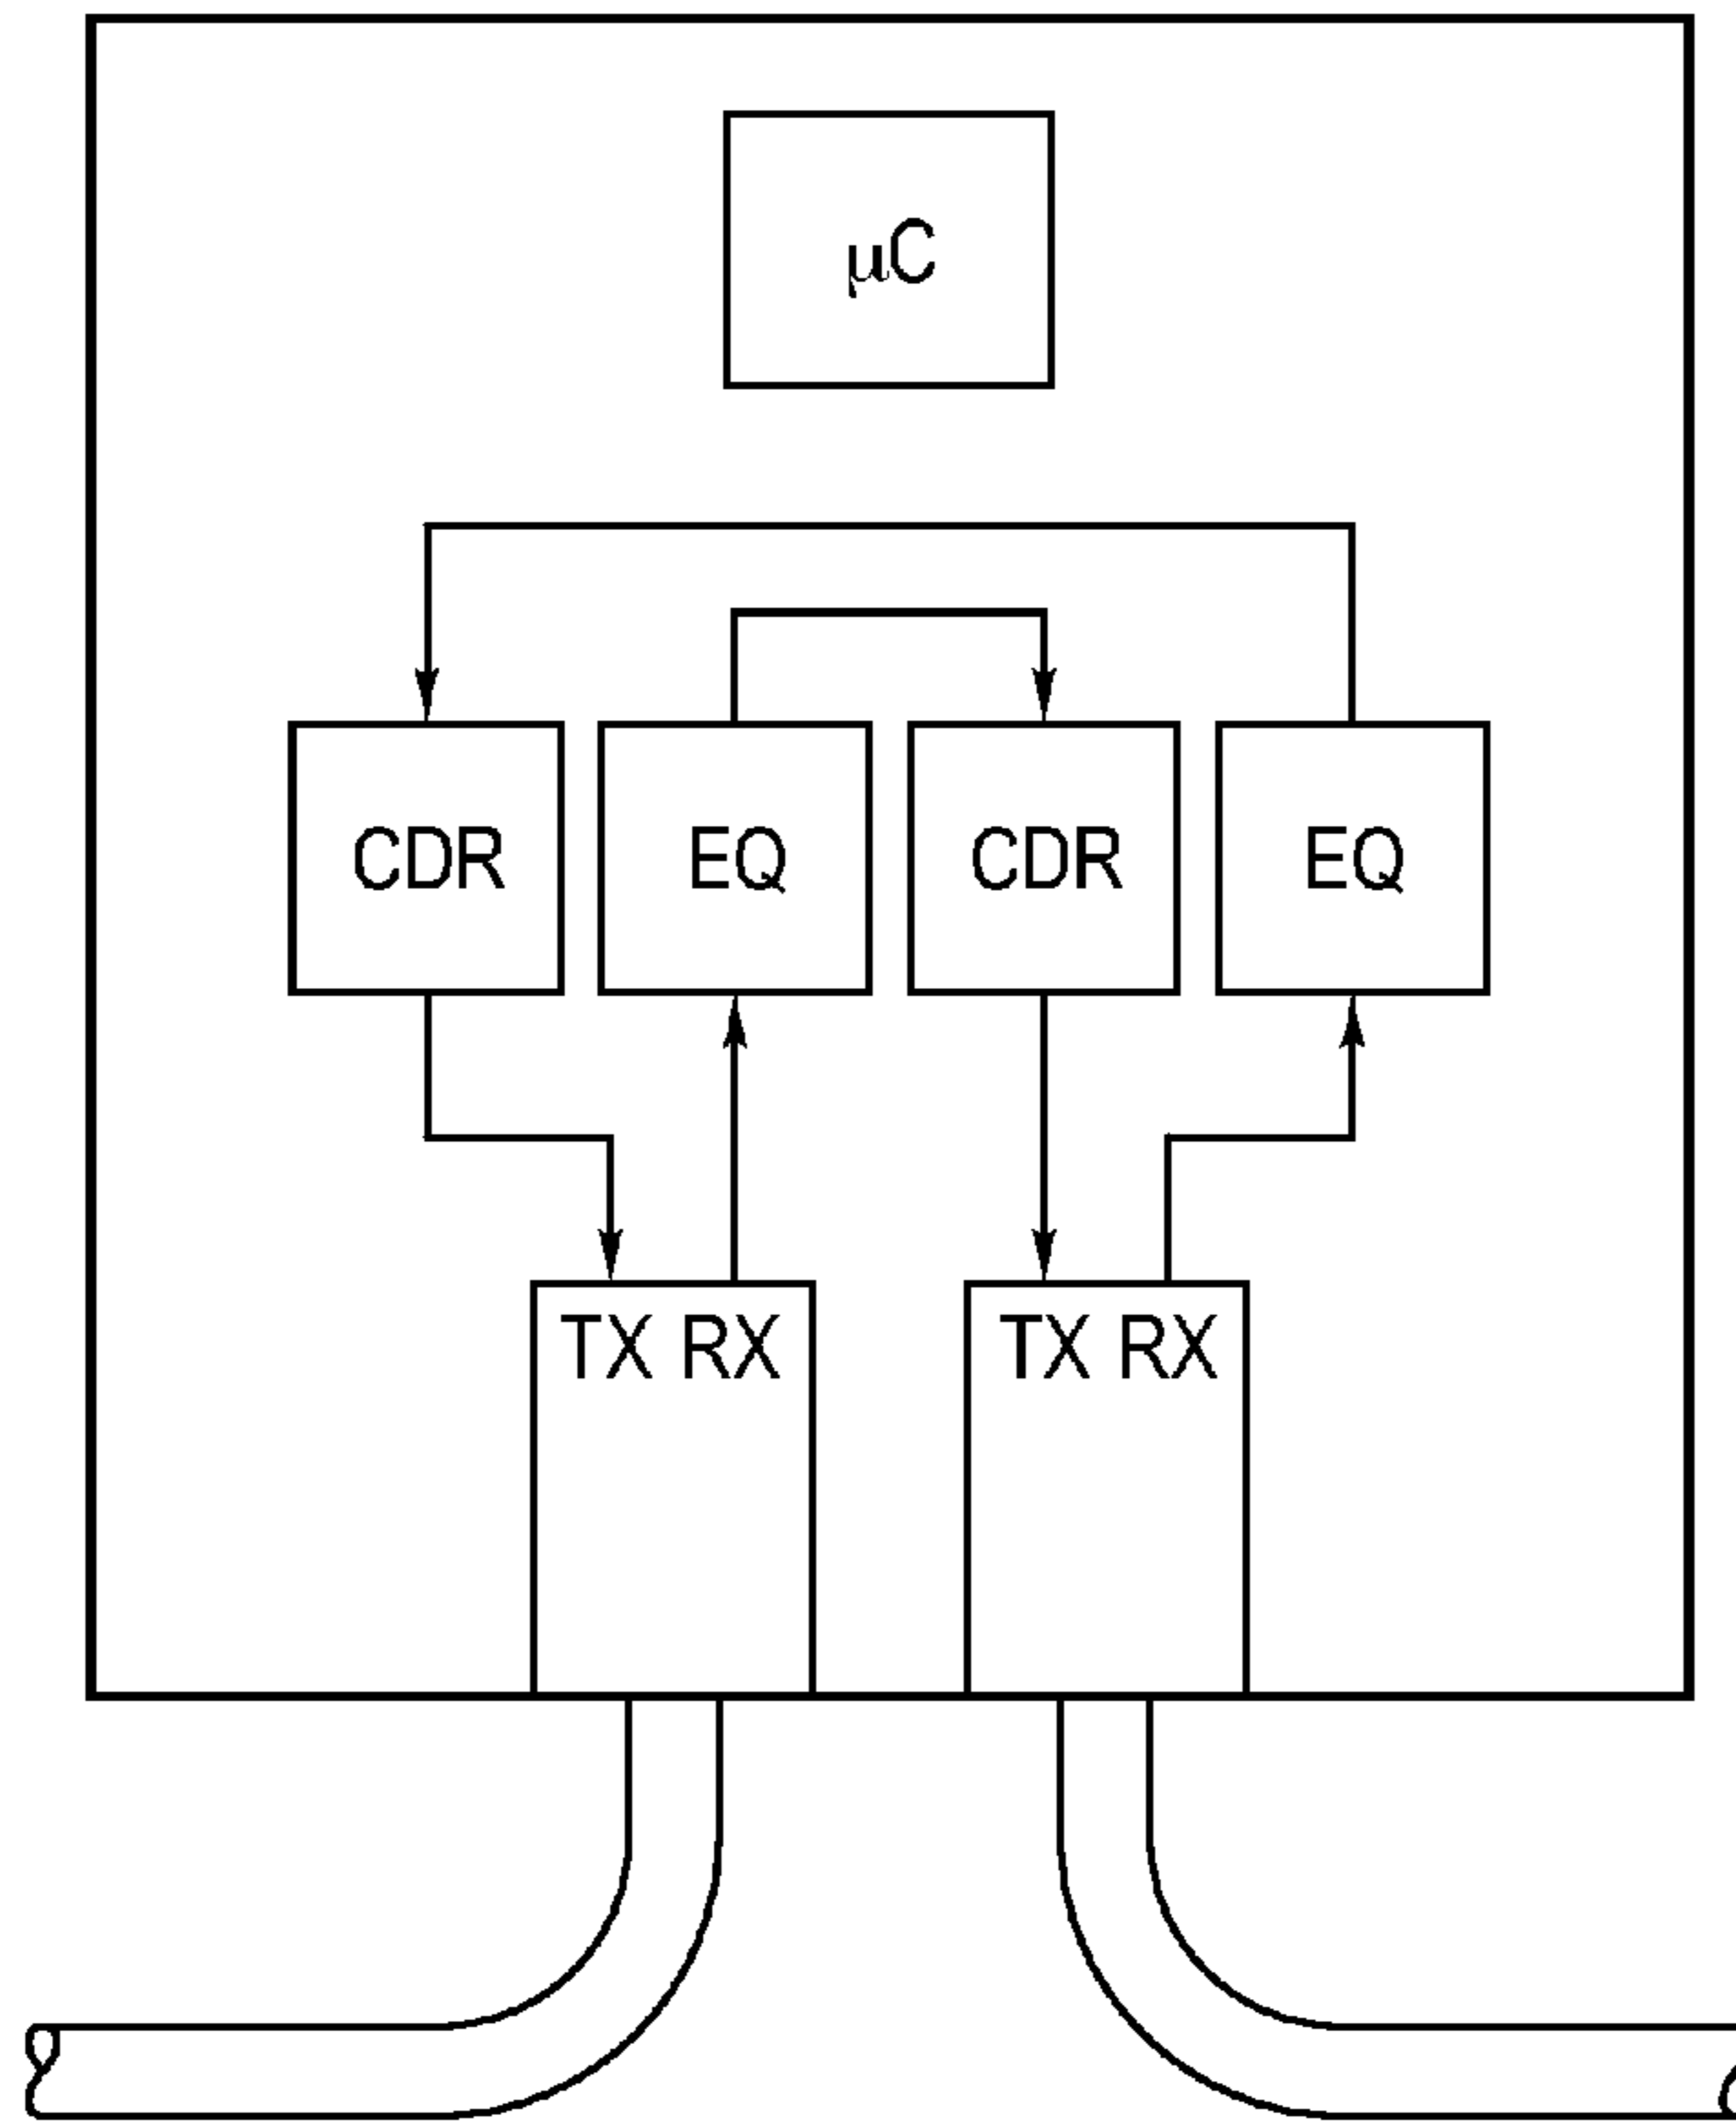 μC
CDR EQ CDR EQ
TX RX TX RX